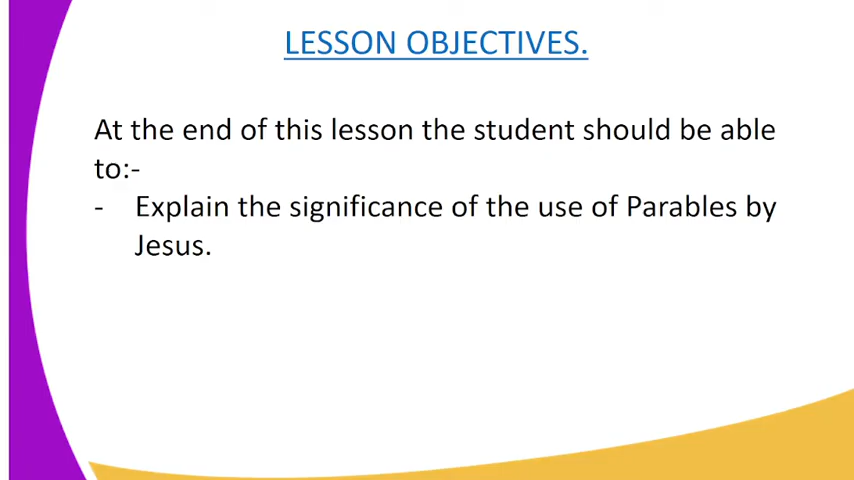 LESSON OBJECTIVES.
At the end of this lesson the student should be able
to:-
- Explain the significance of the use of Parables by
Jesus.